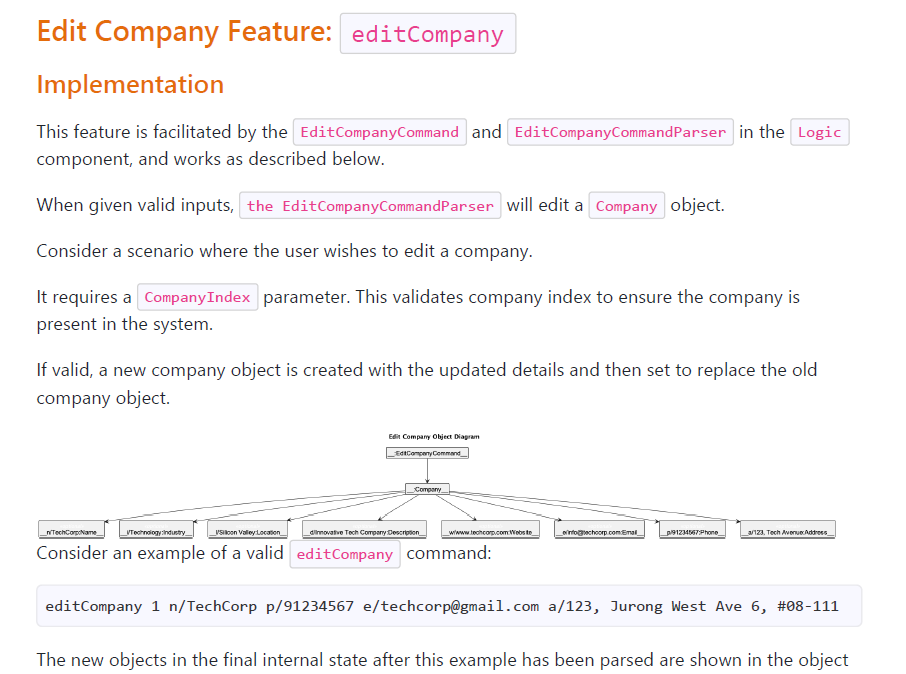 Edit Company Feature: editCompany
Implementation
This feature is facilitated by the EditCompanyCommand and EditCompanyCommandParser in the Logic
component, and works as described below.
When given valid inputs, the EditCompanyCommandParser will edit a Company object.
Consider a scenario where the user wishes to edit a company.
It requires a CompanyIndex parameter. This validates company index to ensure the company is
present in the system.
If valid, a new company object is created with the updated details and then set to replace the old
company object.
Edit Company Object Diagram
__:EditCompanyCommand__
__:Company__
__n/TechCorp:Name__ __i/Technology:Industry__ __l/Silicon Valley:Location__ __d/Innovative Tech Company:Description__ __w/www.techcorp.com:Website__ __e/info@techcorp.com:Email__ __p/91234567:Phone__ __a/123, Tech Avenue:Address__
Consider an example of a valid editCompany command:
editCompany 1 n/TechCorp p/91234567 e/techcorp@gmail.com a/123, Jurong West Ave 6, #08-111
The new objects in the final internal state after this example has been parsed are shown in the object